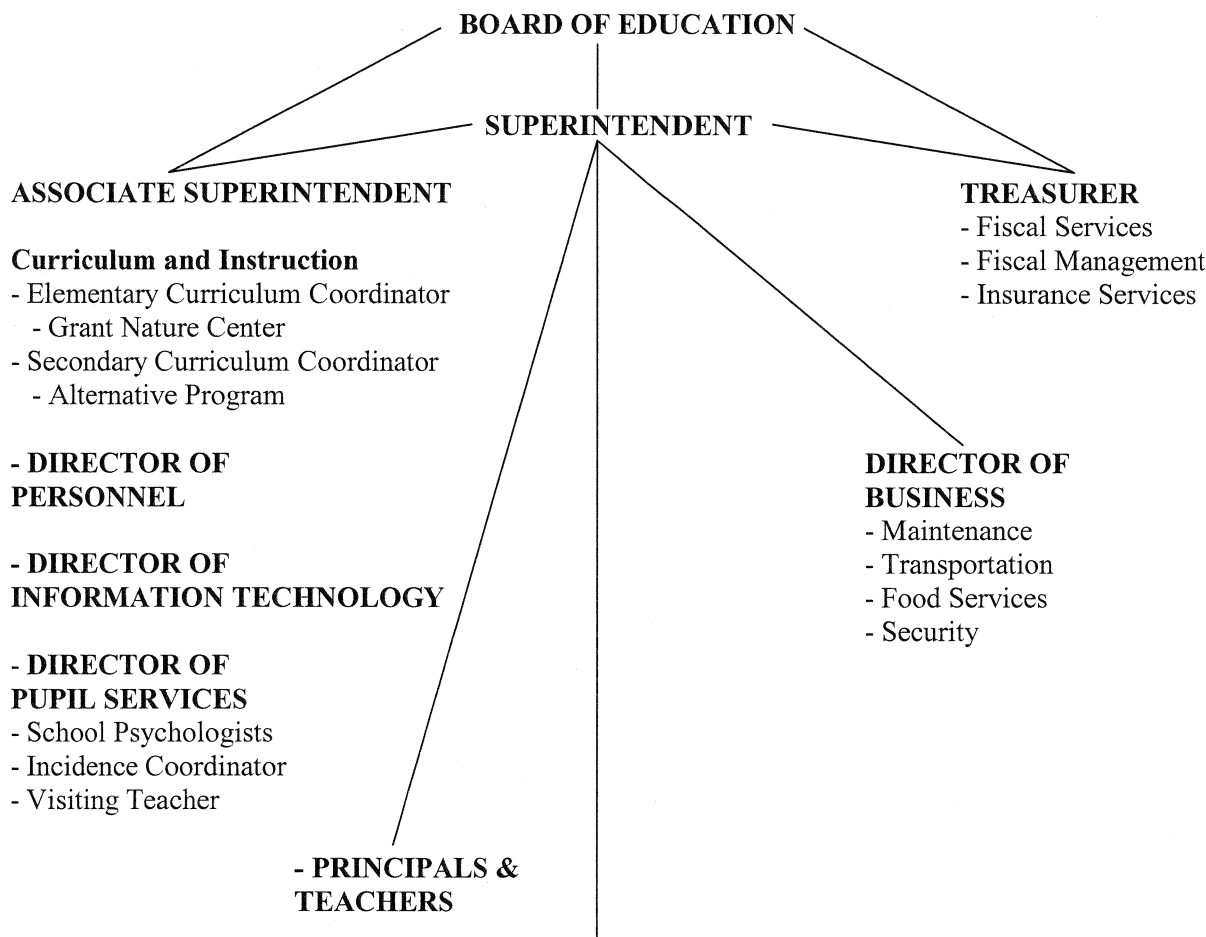 BOARD OF EDUCATION
SUPERINTENDENT
ASSOCIATE SUPERINTENDENT
Curriculum and Instruction
- Elementary Curriculum Coordinator
- Grant Nature Center
- Secondary Curriculum Coordinator
- Alternative Program
- DIRECTOR OF
PERSONNEL
- DIRECTOR OF
INFORMATION TECHNOLOGY
- DIRECTOR OF
PUPIL SERVICES
- School Psychologists
- Incidence Coordinator
- Visiting Teacher
- PRINCIPALS &
TEACHERS
TREASURER
- Fiscal Services
- Fiscal Management
- Insurance Services
DIRECTOR OF
BUSINESS
- Maintenance
- Transportation
- Food Services
- Security